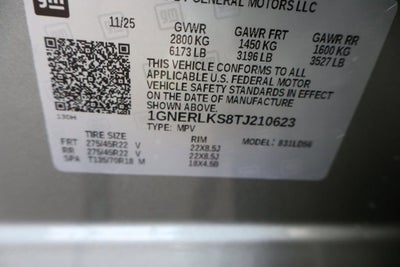 gm
GENERAL MOTORS LLC
11/25
GVWR GAWR FRT GAWR RR
2800 KG 1450 KG 1600 KG
6173 LB 3196 LB 3527 LB
THIS VEHICLE CONFORMS TO ALL
APPLICABLE U.S. FEDERAL MOTOR
VEHICLE SAFETY STANDARDS IN EFFECT
ON THE DATE OF MANUFACTURE
SHOWN ABOVE.
1GNERLKS8TJ210623
TYPE: MPV
MODEL: 831LD56
TIRE SIZE RIM
FRT 275/45R22 V 22X8.5J
RR 275/45R22 V 22X8.5J
SPA T135/70R18 M 18X4.5B